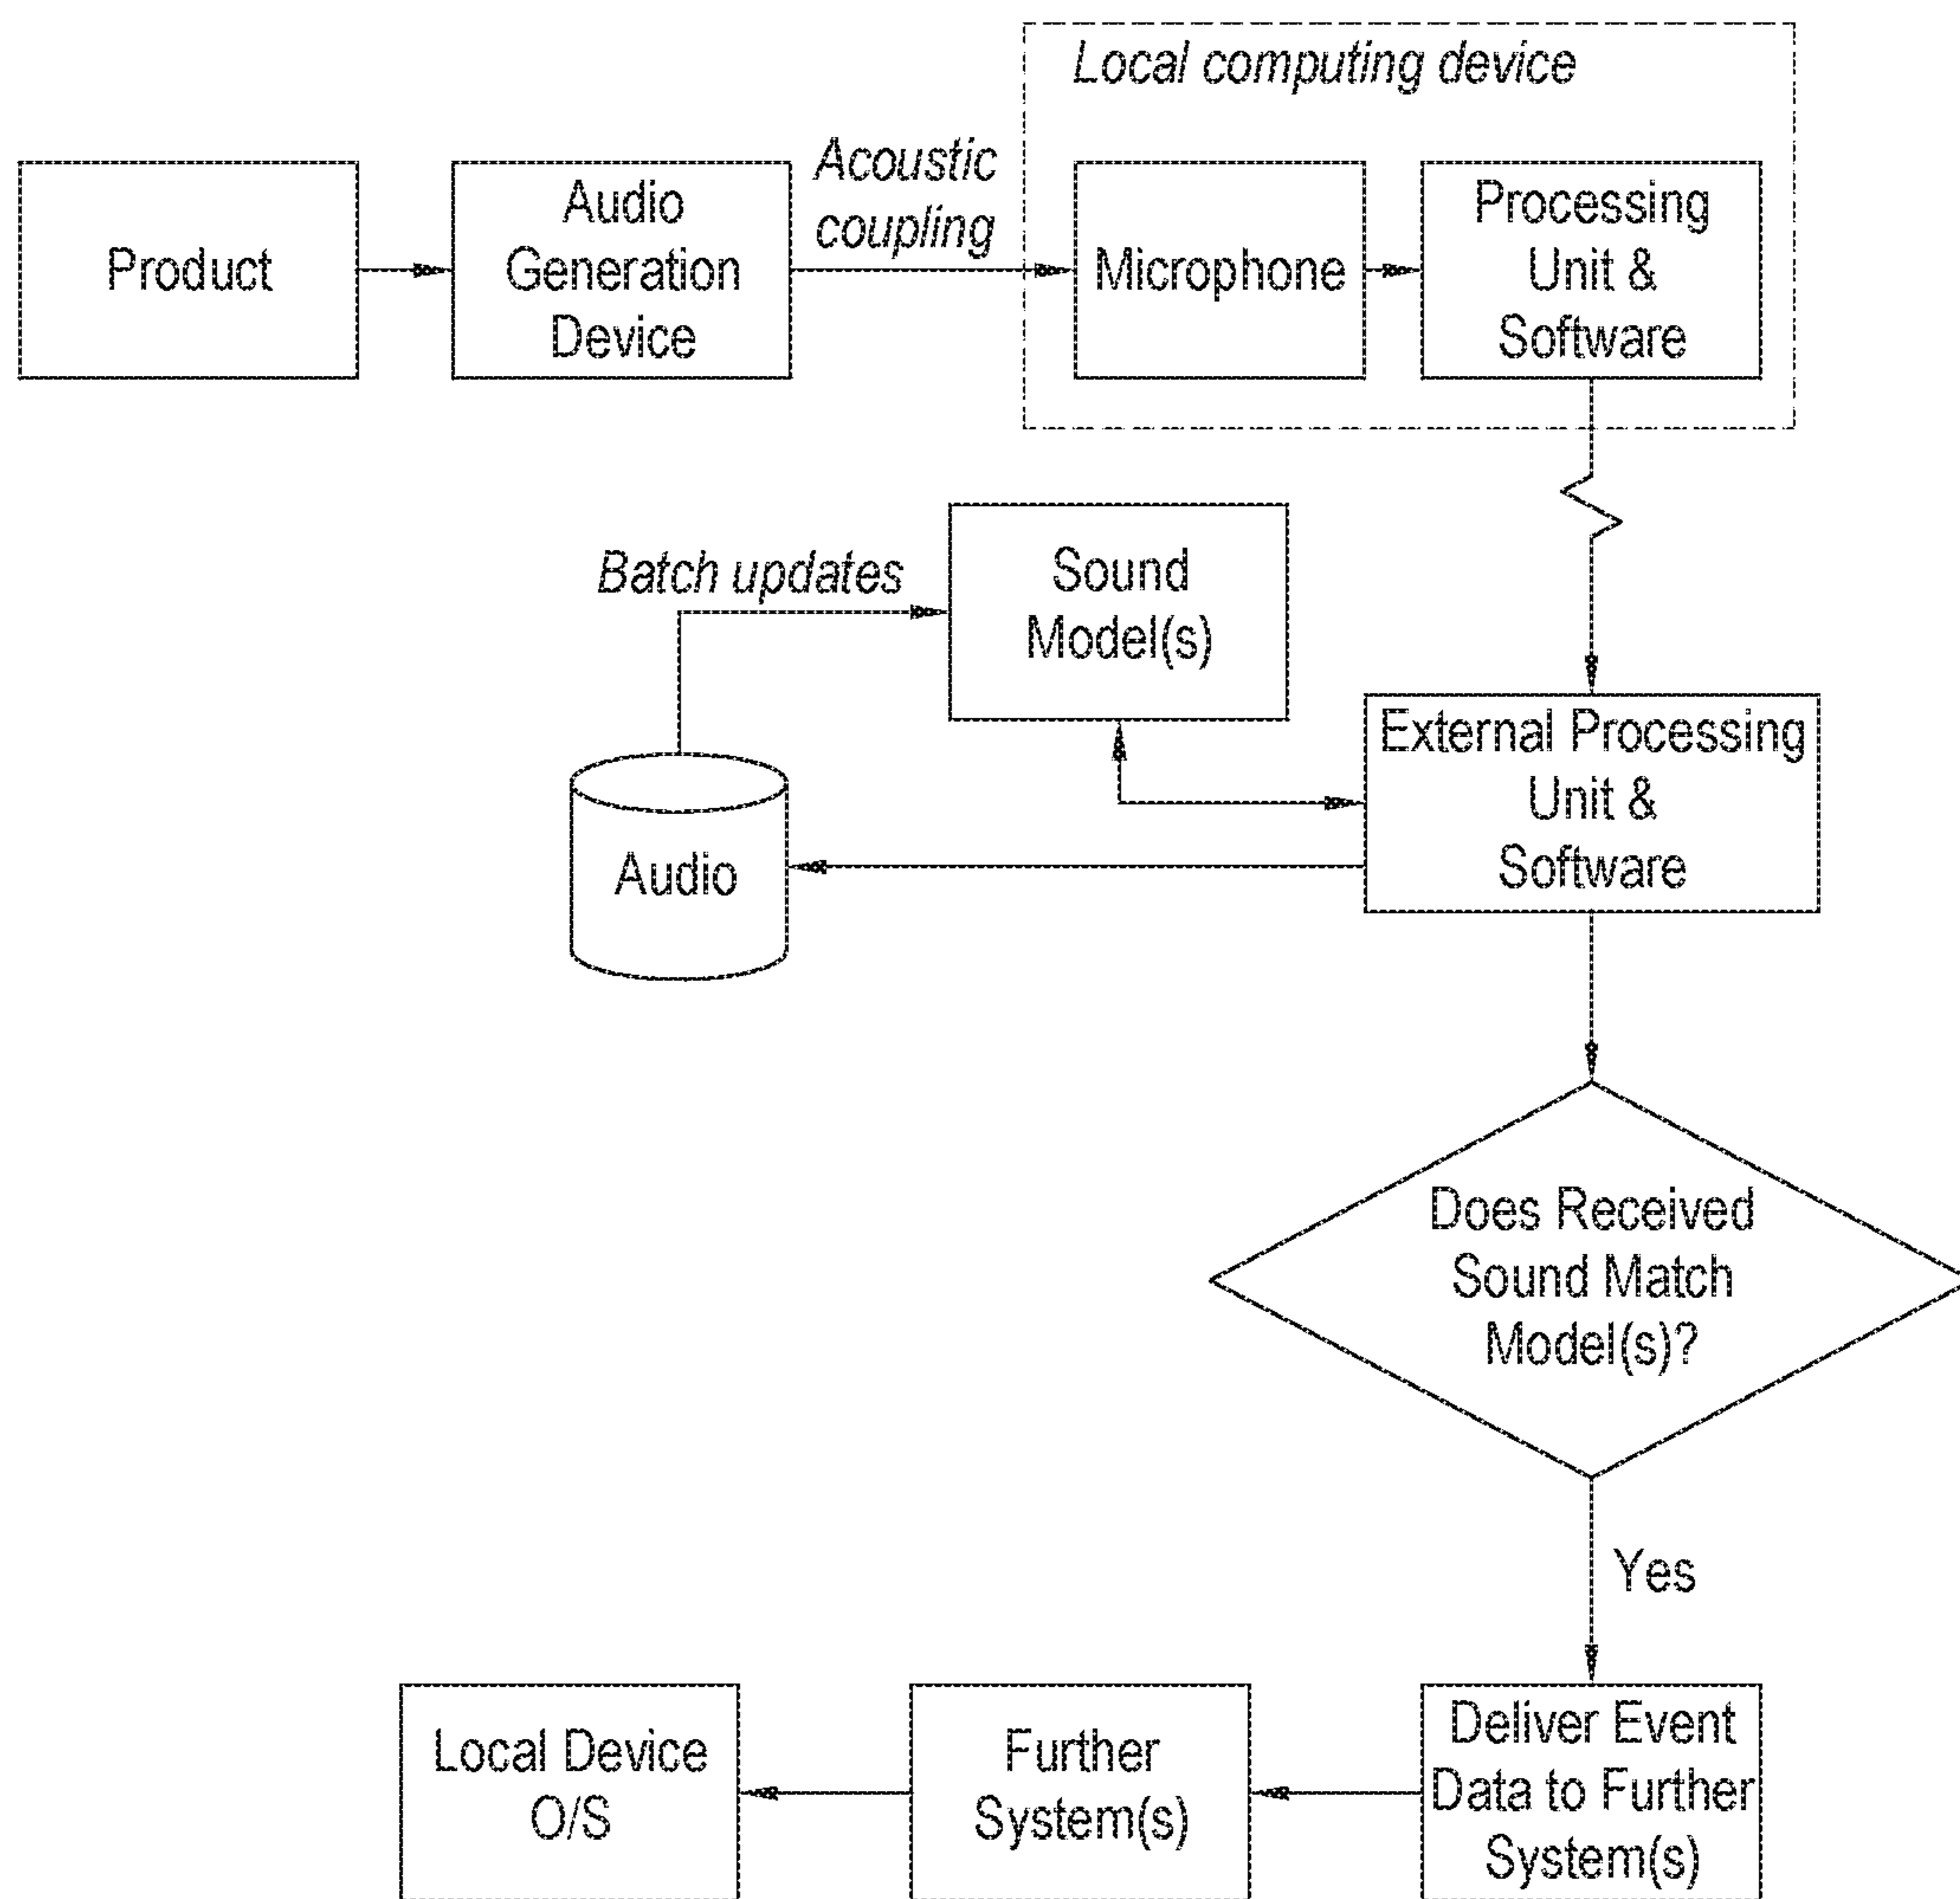 Local computing device
Product
Audio
Generation
Device
Acoustic
coupling
Microphone
Processing
Unit &
Software
Batch updates
Sound
Model(s)
External Processing
Unit &
Software
Audio
Does Received
Sound Match
Model(s)?
Yes
Local Device
O/S
Further
System(s)
Deliver Event
Data to Further
System(s)